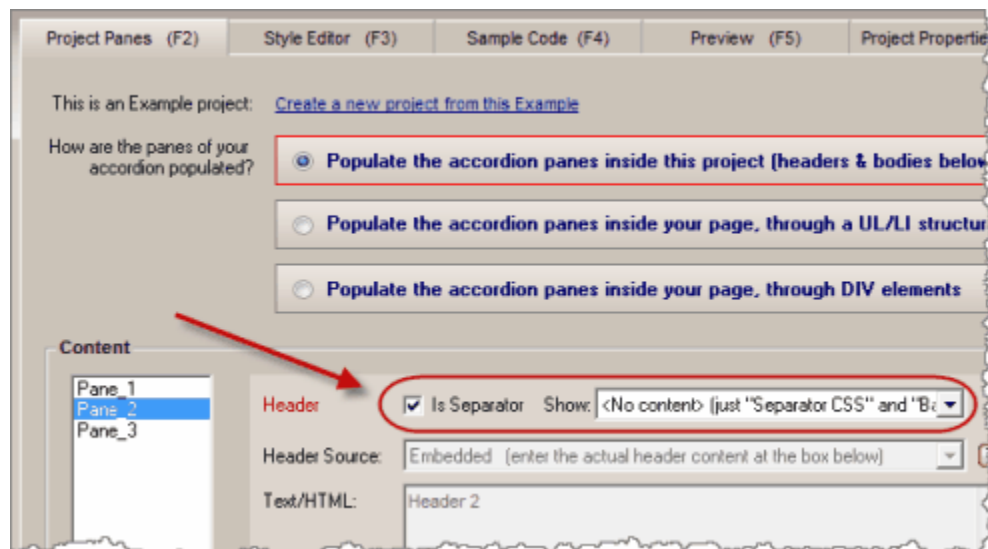 Project Panes (F2) Style Editor (F3) Sample Code (F4) Preview (F5) Project
This is an Example project: Create a new project from this Example
How are the panes of your
accordion populated?
Populate the accordion panes inside this project (headers & bodies
Populate the accordion panes inside your page, through a UL/LI
Populate the accordion panes inside your page, through DIV elements
Content
Pane_1
Pane_2
Pane_3
Header Is Separator Show: <No content> (just "Separator CSS" and
Header Source: Embedded (enter the actual header content at the box below)
Text/HTML: Header 2